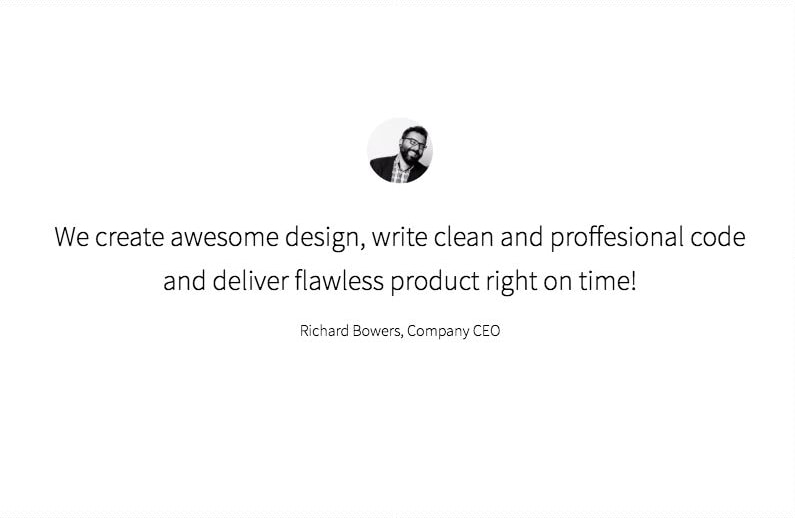 We create awesome design, write clean and proffesional code
and deliver flawless product right on time!
Richard Bowers, Company CEO